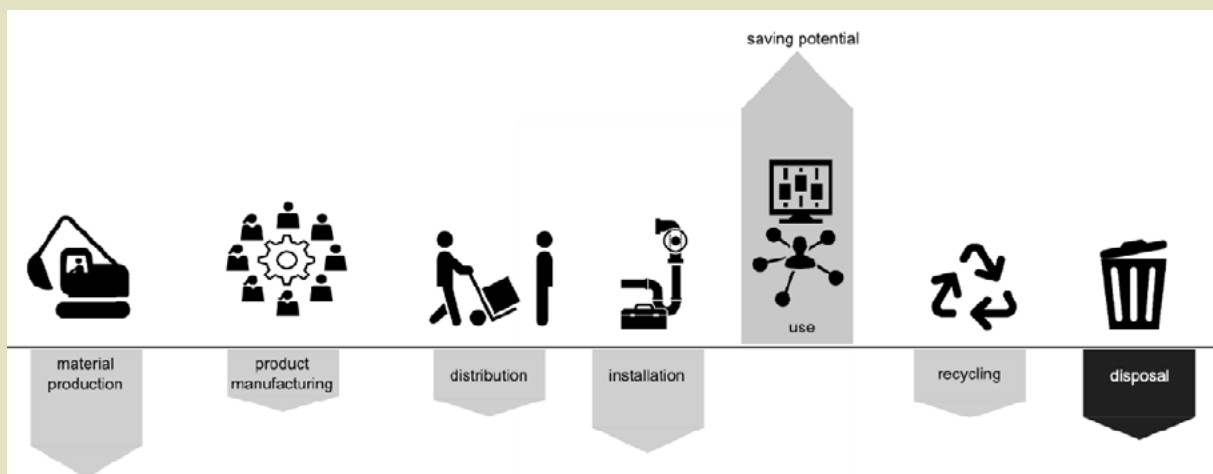 saving potential
use
material
production
product
manufacturing
distribution
installation
recycling
disposal